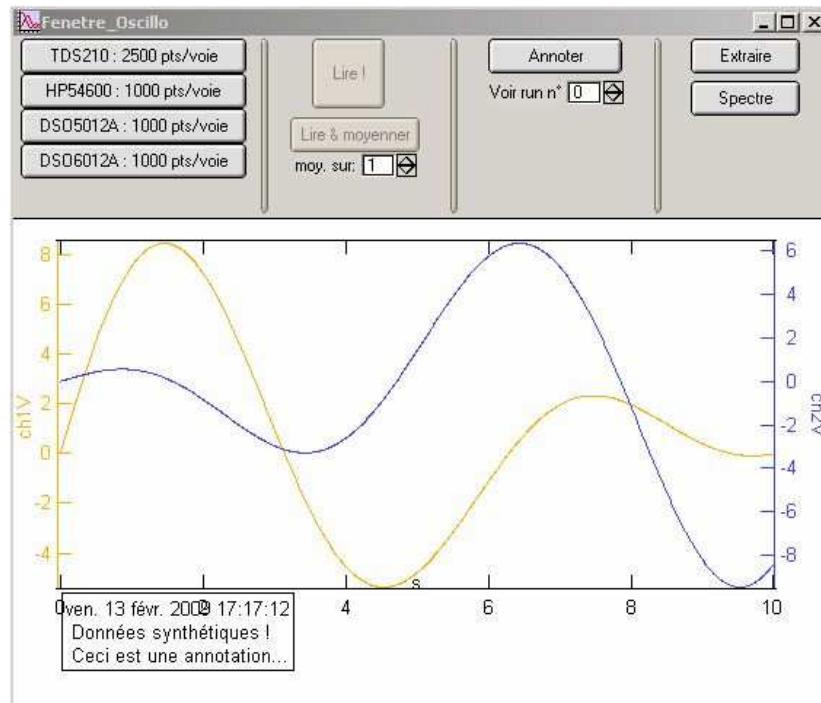 Fenetre_Oscillo
TDS210 : 2500 pts/voie
HP54600 : 1000 pts/voie
DSO5012A : 1000 pts/voie
DSO6012A : 1000 pts/voie
Lire !
Lire & moyenner
moy. sur: 1
Annoter
Voir run n° 0
Extraire
Spectre
8
6
4
2
0
-2
-4
ch1V
6
4
2
0
-2
-4
-6
-8
ch2V
s
0
2
4
6
8
10
ven. 13 févr. 2009 17:17:12
Données synthétiques !
Ceci est une annotation...